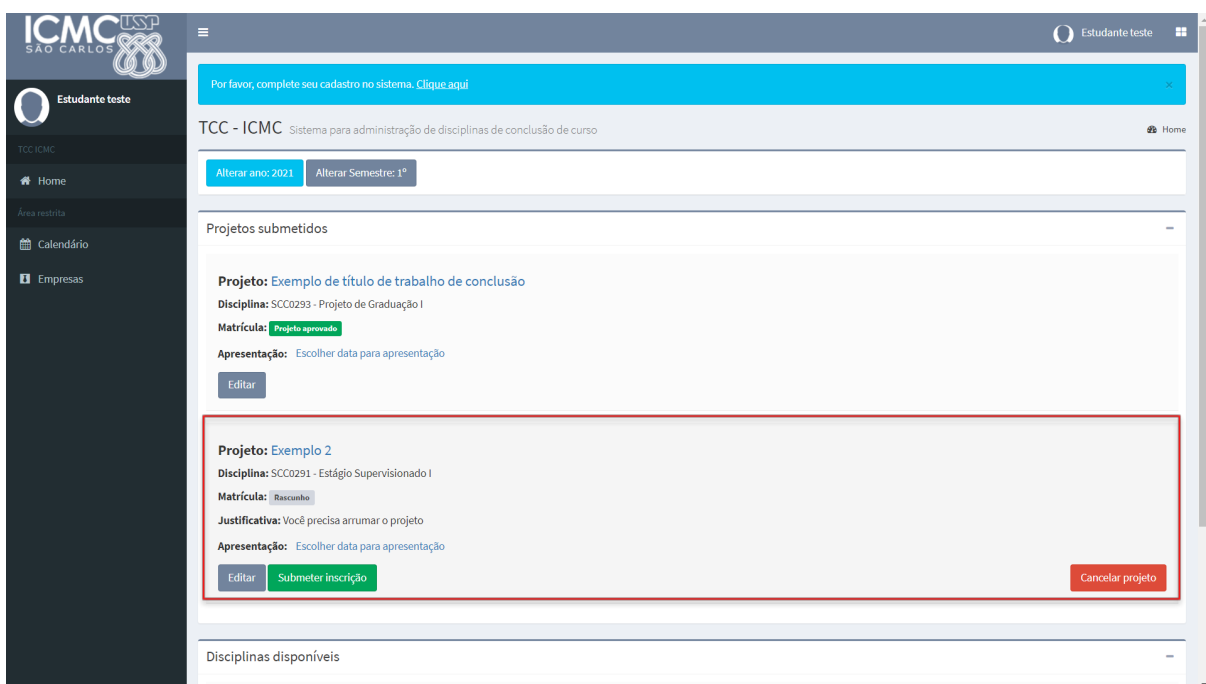 ICMC USP
SÃO CARLOS
Estudante teste
Estudante teste
TCC ICMC
Home
Área restrita
Calendário
Empresas
Por favor, complete seu cadastro no sistema. Clique aqui ×
TCC - ICMC Sistema para administração de disciplinas de conclusão de curso
Home
Alterar ano: 2021 Alterar Semestre: 1º
Projetos submetidos
Projeto: Exemplo de título de trabalho de conclusão
Disciplina: SCC0293 - Projeto de Graduação I
Matrícula: Projeto aprovado
Apresentação: Escolher data para apresentação
Editar
Projeto: Exemplo 2
Disciplina: SCC0291 - Estágio Supervisionado I
Matrícula: Rascunho
Justificativa: Você precisa arrumar o projeto
Apresentação: Escolher data para apresentação
Editar Submeter inscrição Cancelar projeto
Disciplinas disponíveis